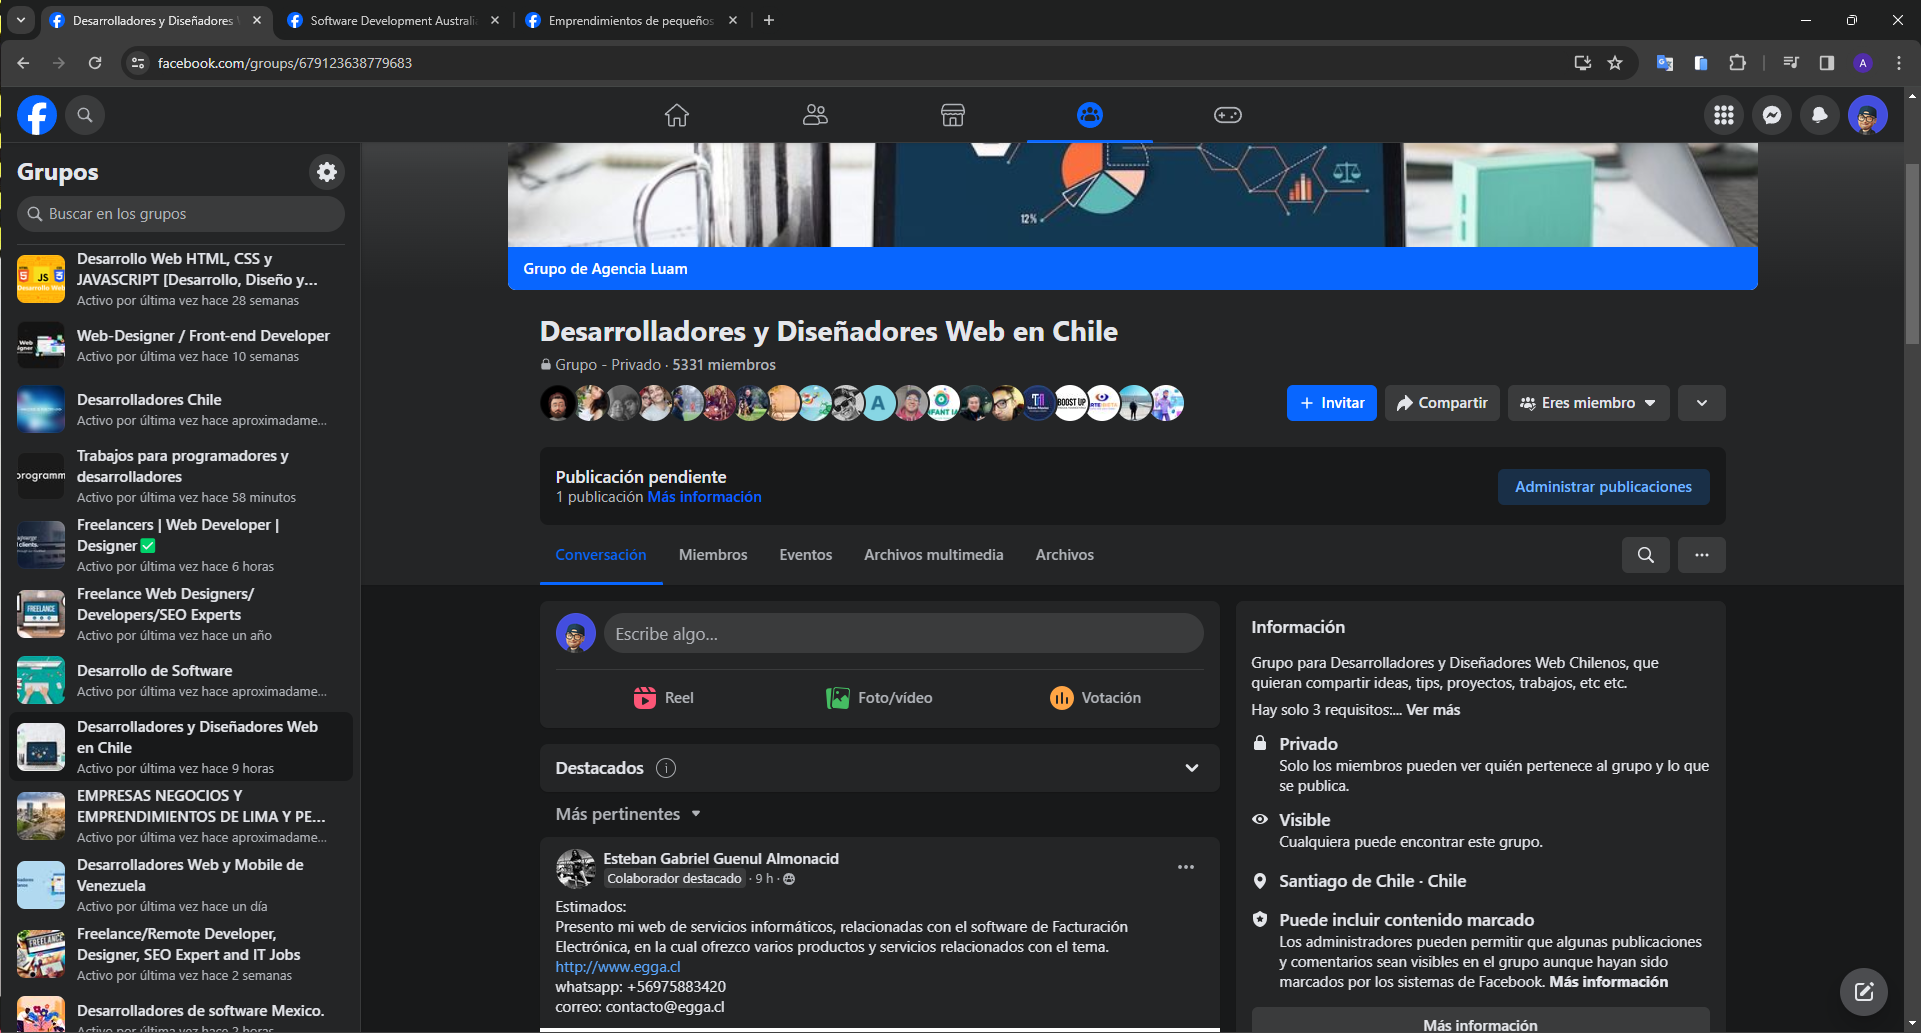 Desarrolladores y Diseñadores
Software Development Australi
Emprendimientos de pequeños
facebook.com/groups/679123638779683
A
Grupos
Buscar en los grupos
Desarrollo Web HTML, CSS y
JAVASCRIPT [Desarrollo, Diseño y...
Activo por última vez hace 28 semanas
Web-Designer / Front-end Developer
Activo por última vez hace 10 semanas
Desarrolladores Chile
Activo por última vez hace aproximadame...
Trabajos para programadores y
desarrolladores
Activo por última vez hace 58 minutos
Freelancers | Web Developer |
Designer✅
Activo por última vez hace 6 horas
Freelance Web Designers/
Developers/SEO Experts
Activo por última vez hace un año
Desarrollo de Software
Activo por última vez hace aproximadame...
Desarrolladores y Diseñadores Web
en Chile
Activo por última vez hace 9 horas
EMPRESAS NEGOCIOS Y
EMPRENDIMIENTOS DE LIMA Y PE...
Activo por última vez hace aproximadame...
Desarrolladores Web y Mobile de
Venezuela
Activo por última vez hace un día
Freelance/Remote Developer,
Designer, SEO Expert and IT Jobs
Activo por última vez hace 2 semanas
Desarrolladores de software Mexico.
Activo por última vez hace 2 horas
12%
Grupo de Agencia Luam
Desarrolladores y Diseñadores Web en Chile
Grupo - Privado · 5331 miembros
A
BOOST UP
+ Invitar
Compartir
Eres miembro
Publicación pendiente
1 publicación Más información
Administrar publicaciones
Conversación
Miembros
Eventos
Archivos multimedia
Archivos
Escribe algo...
Reel
Foto/vídeo
Votación
Destacados
Más pertinentes
Esteban Gabriel Guenul Almonacid
Colaborador destacado · 9 h ·
Estimados:
Presento mi web de servicios informáticos, relacionadas con el software de Facturación
Electrónica, en la cual ofrezco varios productos y servicios relacionados con el tema.
http://www.egga.cl
whatsapp: +56975883420
correo: contacto@egga.cl
Información
Grupo para Desarrolladores y Diseñadores Web Chilenos, que
quieran compartir ideas, tips, proyectos, trabajos, etc etc.
Hay solo 3 requisitos:... Ver más
Privado
Solo los miembros pueden ver quién pertenece al grupo y lo que
se publica.
Visible
Cualquiera puede encontrar este grupo.
Santiago de Chile · Chile
Puede incluir contenido marcado
Los administradores pueden permitir que algunas publicaciones
y comentarios sean visibles en el grupo aunque hayan sido
marcados por los sistemas de Facebook. Más información
Más información